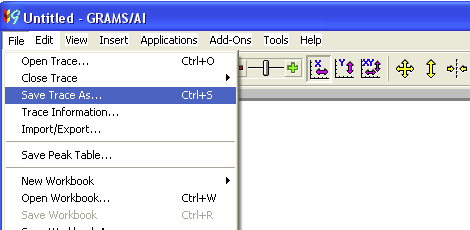 Untitled - GRAMS/AI
File Edit View Insert Applications Add-Ons Tools Help
Open Trace... Ctrl+O
Close Trace
Save Trace As... Ctrl+S
Trace Information...
Import/Export...
Save Peak Table...
New Workbook
Open Workbook... Ctrl+W
Save Workbook Ctrl+R
X Y XY